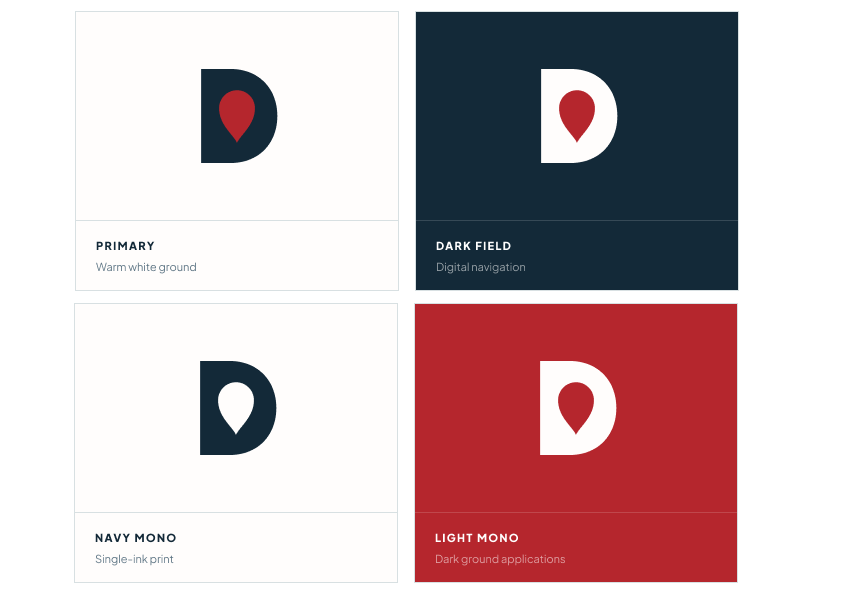 D
D
PRIMARY
Warm white ground
DARK FIELD
Digital navigation
D
D
NAVY MONO
Single-ink print
LIGHT MONO
Dark ground applications